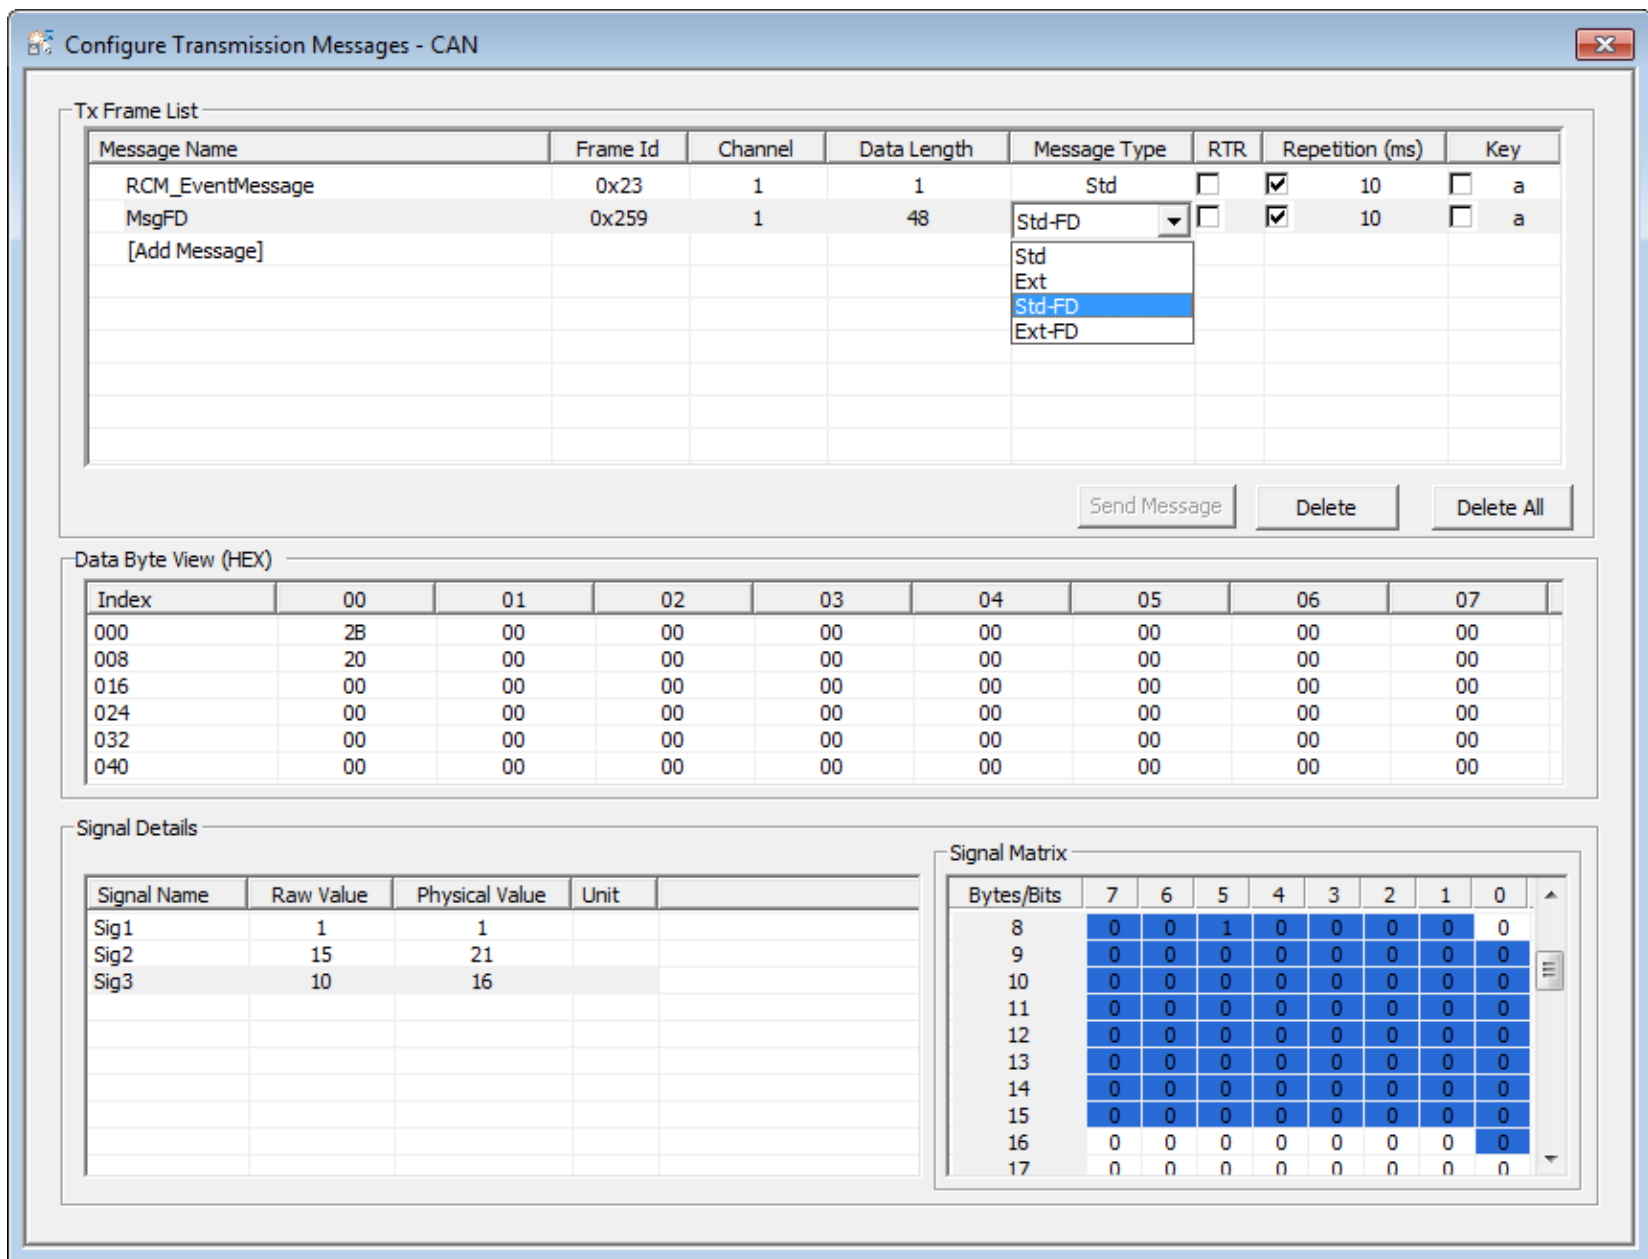 Configure Transmission Messages - CAN
Tx Frame List
Message Name Frame Id Channel Data Length Message Type RTR Repetition (ms) Key
RCM_EventMessage 0x23 1 1 Std 10 a
MsgFD 0x259 1 48 Std-FD 10 a
[Add Message]
Std
Ext
Std-FD
Ext-FD
Send Message Delete Delete All
Data Byte View (HEX)
Index 00 01 02 03 04 05 06 07
000 2B 00 00 00 00 00 00 00
008 20 00 00 00 00 00 00 00
016 00 00 00 00 00 00 00 00
024 00 00 00 00 00 00 00 00
032 00 00 00 00 00 00 00 00
040 00 00 00 00 00 00 00 00
Signal Details
Signal Name Raw Value Physical Value Unit
Sig1 1 1
Sig2 15 21
Sig3 10 16
Signal Matrix
Bytes/Bits 7 6 5 4 3 2 1 0
8 0 0 1 0 0 0 0 0
9 0 0 0 0 0 0 0 0
10 0 0 0 0 0 0 0 0
11 0 0 0 0 0 0 0 0
12 0 0 0 0 0 0 0 0
13 0 0 0 0 0 0 0 0
14 0 0 0 0 0 0 0 0
15 0 0 0 0 0 0 0 0
16 0 0 0 0 0 0 0 0
17 0 0 0 0 0 0 0 0